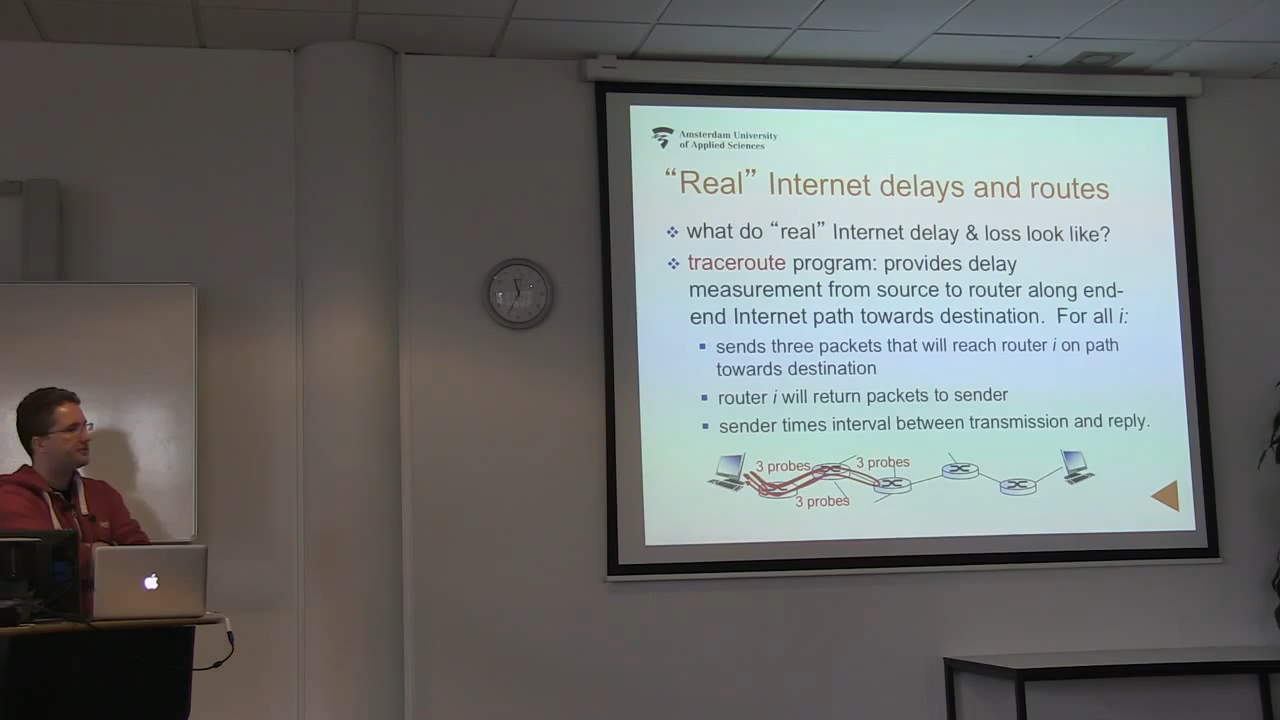 Amsterdam University
of Applied Sciences
“Real” Internet delays and routes
what do “real” Internet delay & loss look like?
traceroute program: provides delay
measurement from source to router along end-
end Internet path towards destination. For all i:
sends three packets that will reach router i on path
towards destination
router i will return packets to sender
sender times interval between transmission and reply.
3 probes
3 probes
3 probes